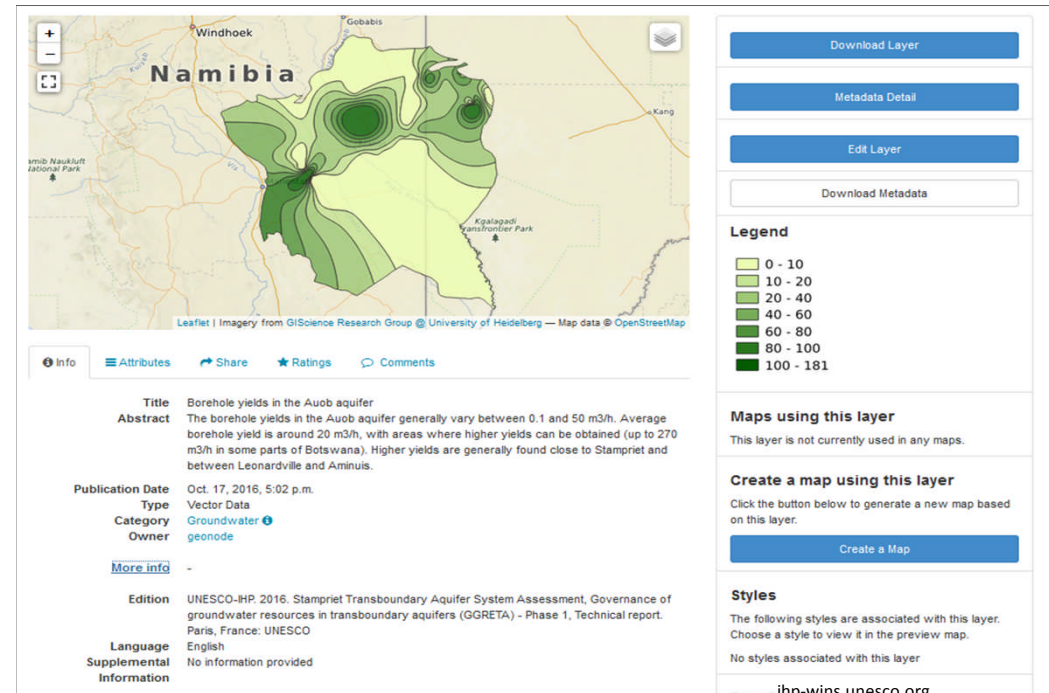 +
−
Windhoek
Gobabis
Namibia
Kang
Namib Naukluft
National Park
Kgalagadi
Transfrontier Park
Leaflet | Imagery from GIScience Research Group @ University of Heidelberg — Map data © OpenStreetMap
Info
Attributes
Share
Ratings
Comments
Title Borehole yields in the Auob aquifer
Abstract The borehole yields in the Auob aquifer generally vary between 0.1 and 50 m3/h. Average
borehole yield is around 20 m3/h, with areas where higher yields can be obtained (up to 270
m3/h in some parts of Botswana). Higher yields are generally found close to Stampriet and
between Leonardville and Aminuis.
Publication Date Oct. 17, 2016, 5:02 p.m.
Type Vector Data
Category Groundwater
Owner geonode
More info -
Edition UNESCO-IHP. 2016. Stampriet Transboundary Aquifer System Assessment, Governance of
groundwater resources in transboundary aquifers (GGRETA) - Phase 1, Technical report.
Paris, France: UNESCO
Language English
Supplemental No information provided
Information
Download Layer
Metadata Detail
Edit Layer
Download Metadata
Legend
0 - 10
10 - 20
20 - 40
40 - 60
60 - 80
80 - 100
100 - 181
Maps using this layer
This layer is not currently used in any maps.
Create a map using this layer
Click the button below to generate a new map based
on this layer.
Create a Map
Styles
The following styles are associated with this layer.
Choose a style to view it in the preview map.
No styles associated with this layer
ihp-wins.unesco.org